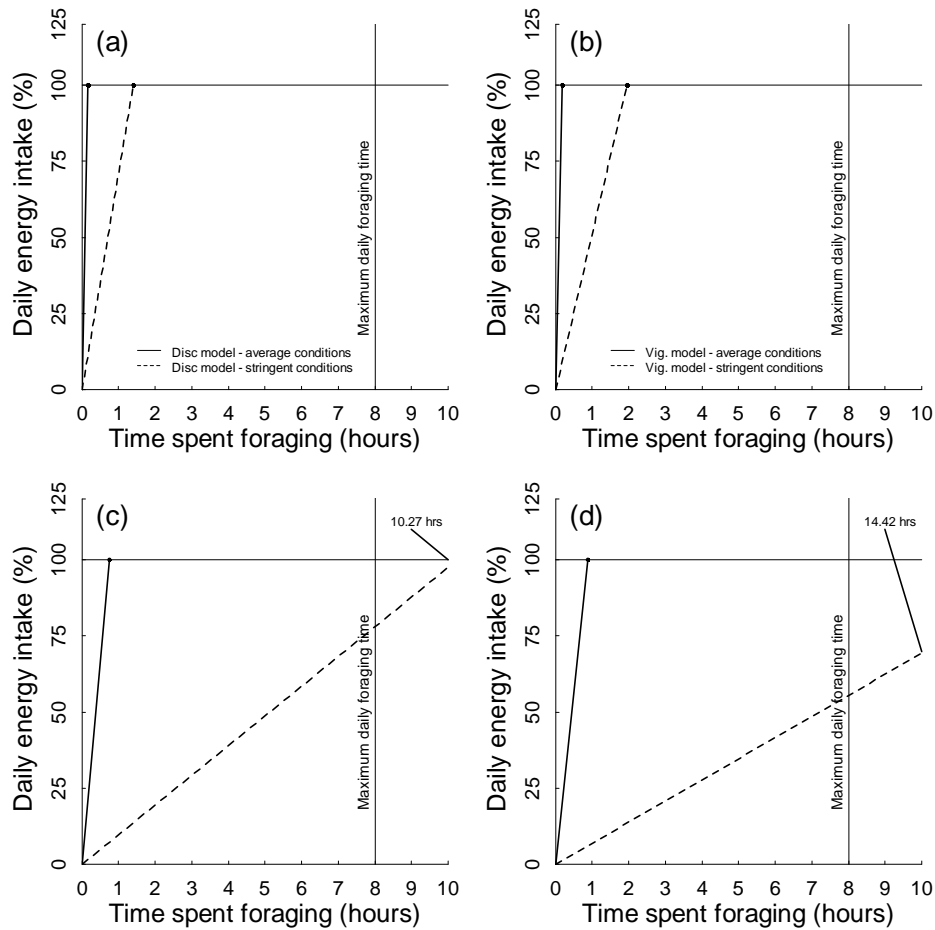 (a)
Daily energy intake (%)
125
100
75
50
25
0
Maximum daily foraging time
Disc model - average conditions
Disc model - stringent conditions
0 1 2 3 4 5 6 7 8 9 10
Time spent foraging (hours)
(b)
Daily energy intake (%)
125
100
75
50
25
0
Maximum daily foraging time
Vig. model - average conditions
Vig. model - stringent conditions
0 1 2 3 4 5 6 7 8 9 10
Time spent foraging (hours)
(c)
Daily energy intake (%)
125
100
75
50
25
0
10.27 hrs
Maximum daily foraging time
0 1 2 3 4 5 6 7 8 9 10
Time spent foraging (hours)
(d)
Daily energy intake (%)
125
100
75
50
25
0
14.42 hrs
Maximum daily foraging time
0 1 2 3 4 5 6 7 8 9 10
Time spent foraging (hours)